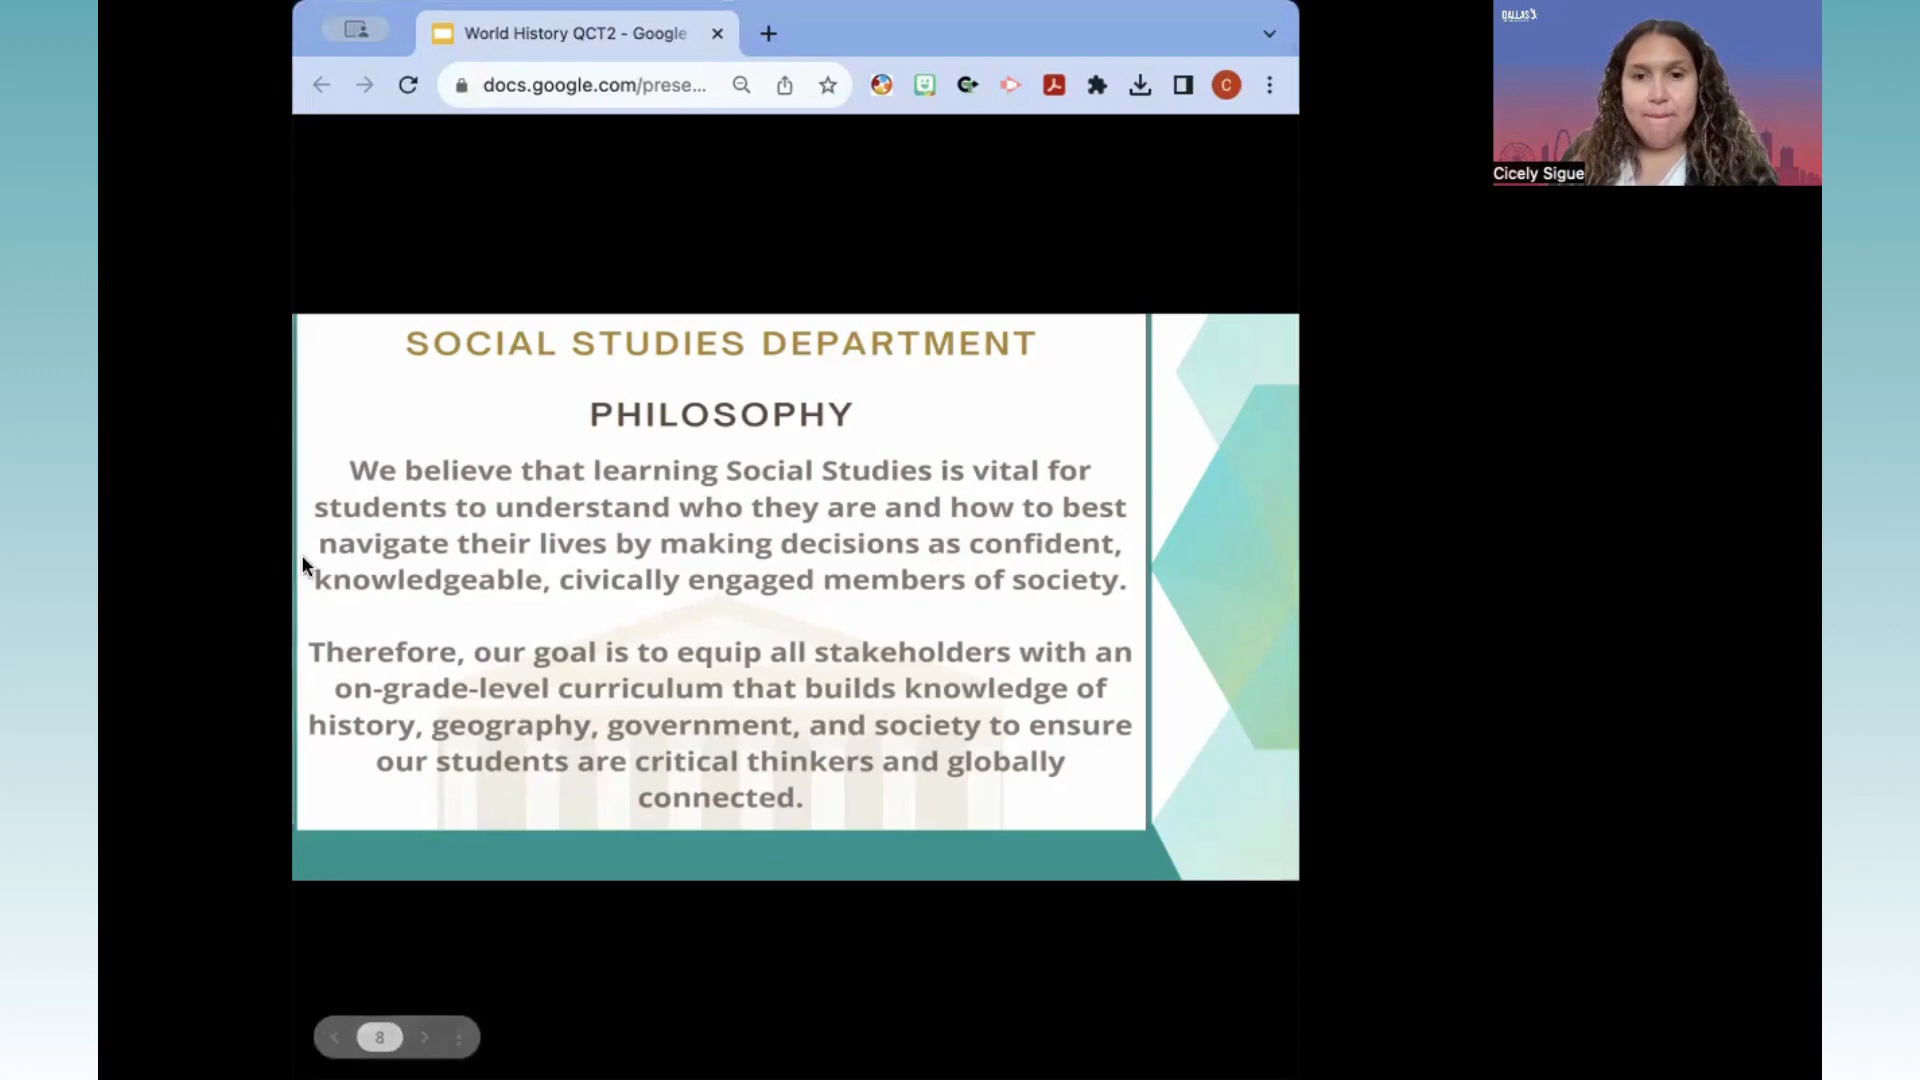 World History QCT2 - Google
docs.google.com/prese...
C
DALLAS
Cicely Sigue
SOCIAL STUDIES DEPARTMENT
PHILOSOPHY
We believe that learning Social Studies is vital for
students to understand who they are and how to best
navigate their lives by making decisions as confident,
knowledgeable, civically engaged members of society.
Therefore, our goal is to equip all stakeholders with an
on-grade-level curriculum that builds knowledge of
history, geography, government, and society to ensure
our students are critical thinkers and globally
connected.
8